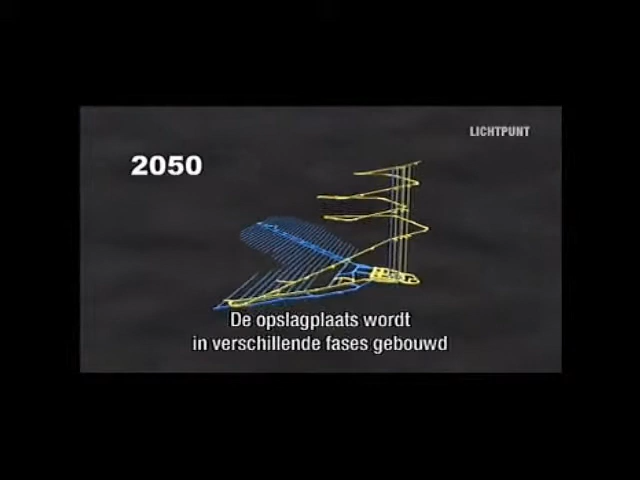 LICHTPUNT
2050
De opslagplaats wordt
in verschillende fases gebouwd